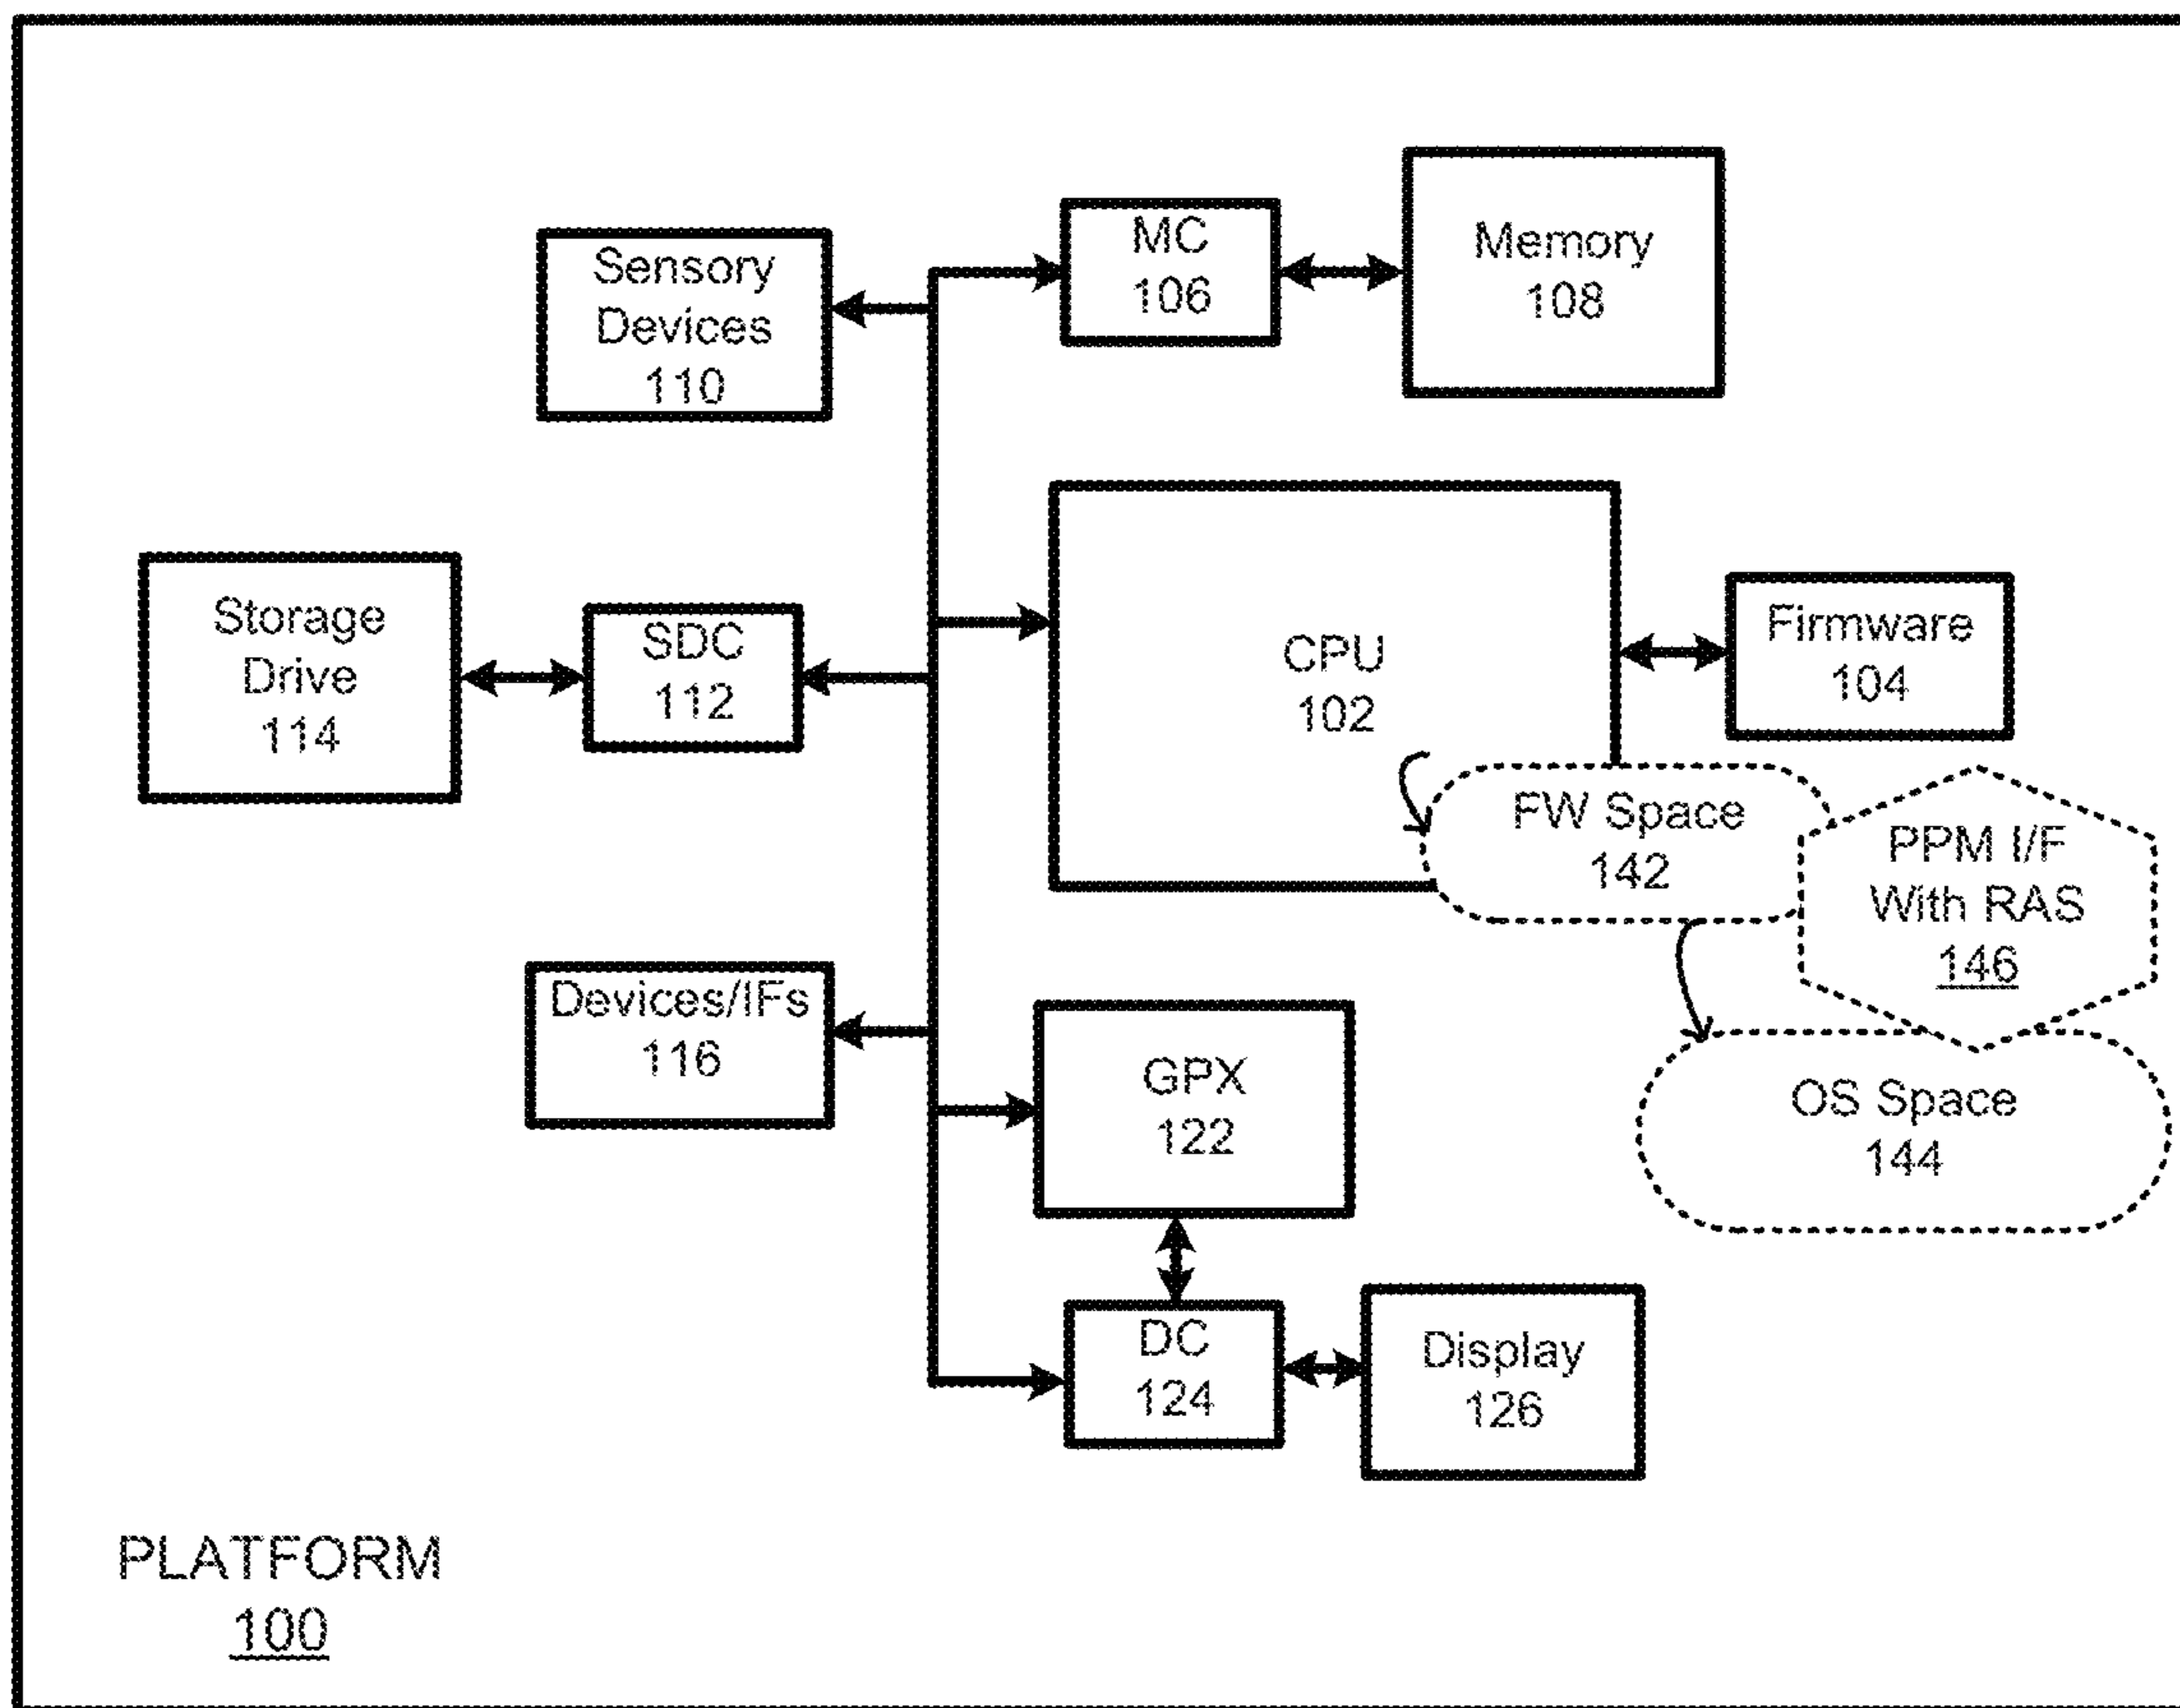 MC
106
Memory
108
Sensory
Devices
110
Storage
Drive
114
SDC
112
CPU
102
Firmware
104
FW Space
142
PPM I/F
With RAS
146
Devices/IFs
116
GPX
122
OS Space
144
DC
124
Display
126
PLATFORM
100